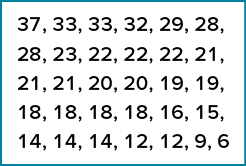 37, 33, 33, 32, 29, 28,
28, 23, 22, 22, 22, 21,
21, 21, 20, 20, 19, 19,
18, 18, 18, 18, 16, 15,
14, 14, 14, 12, 12, 9, 6